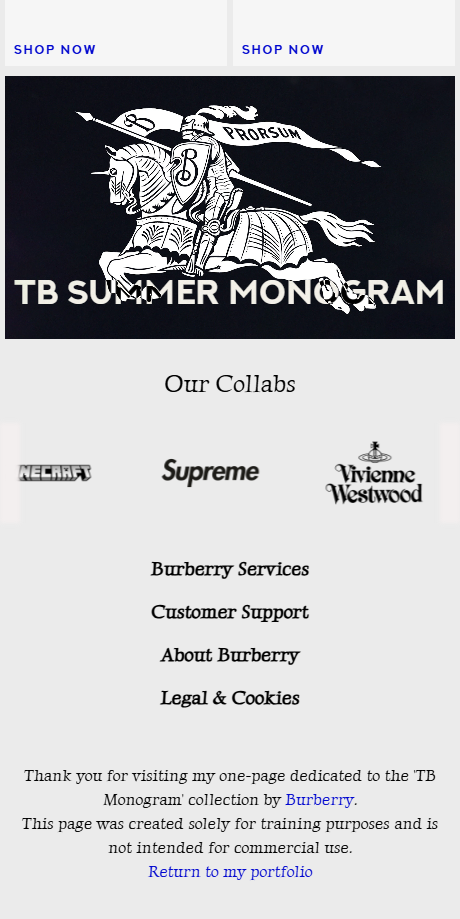 SHOP NOW SHOP NOW
PRORSUM
B
TB SUMMER MONOGRAM
Our Collabs
NECRAFT Supreme Vivienne
Westwood
Burberry Services
Customer Support
About Burberry
Legal & Cookies
Thank you for visiting my one-page dedicated to the 'TB
Monogram' collection by Burberry.
This page was created solely for training purposes and is
not intended for commercial use.
Return to my portfolio